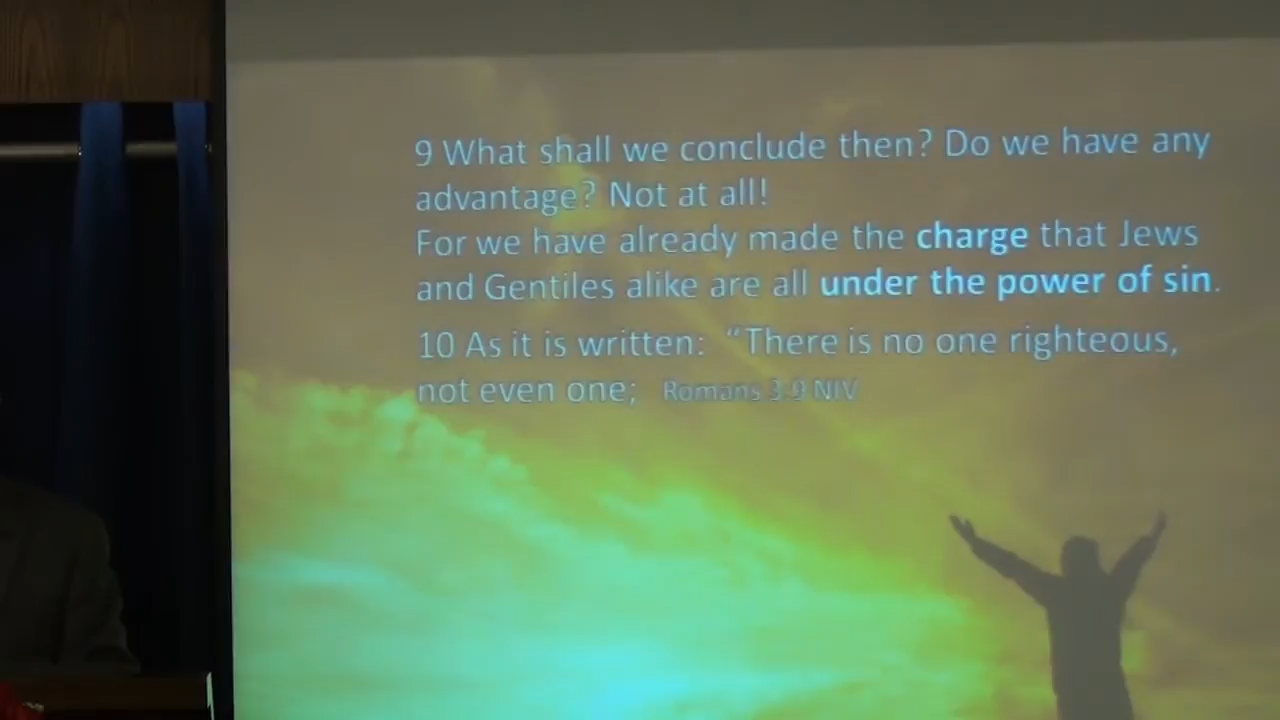 9 What shall we conclude then? Do we have any
advantage? Not at all!
For we have already made the charge that Jews
and Gentiles alike are all under the power of sin.
10 As it is written: “There is no one righteous,
not even one; Romans 3:9 NIV